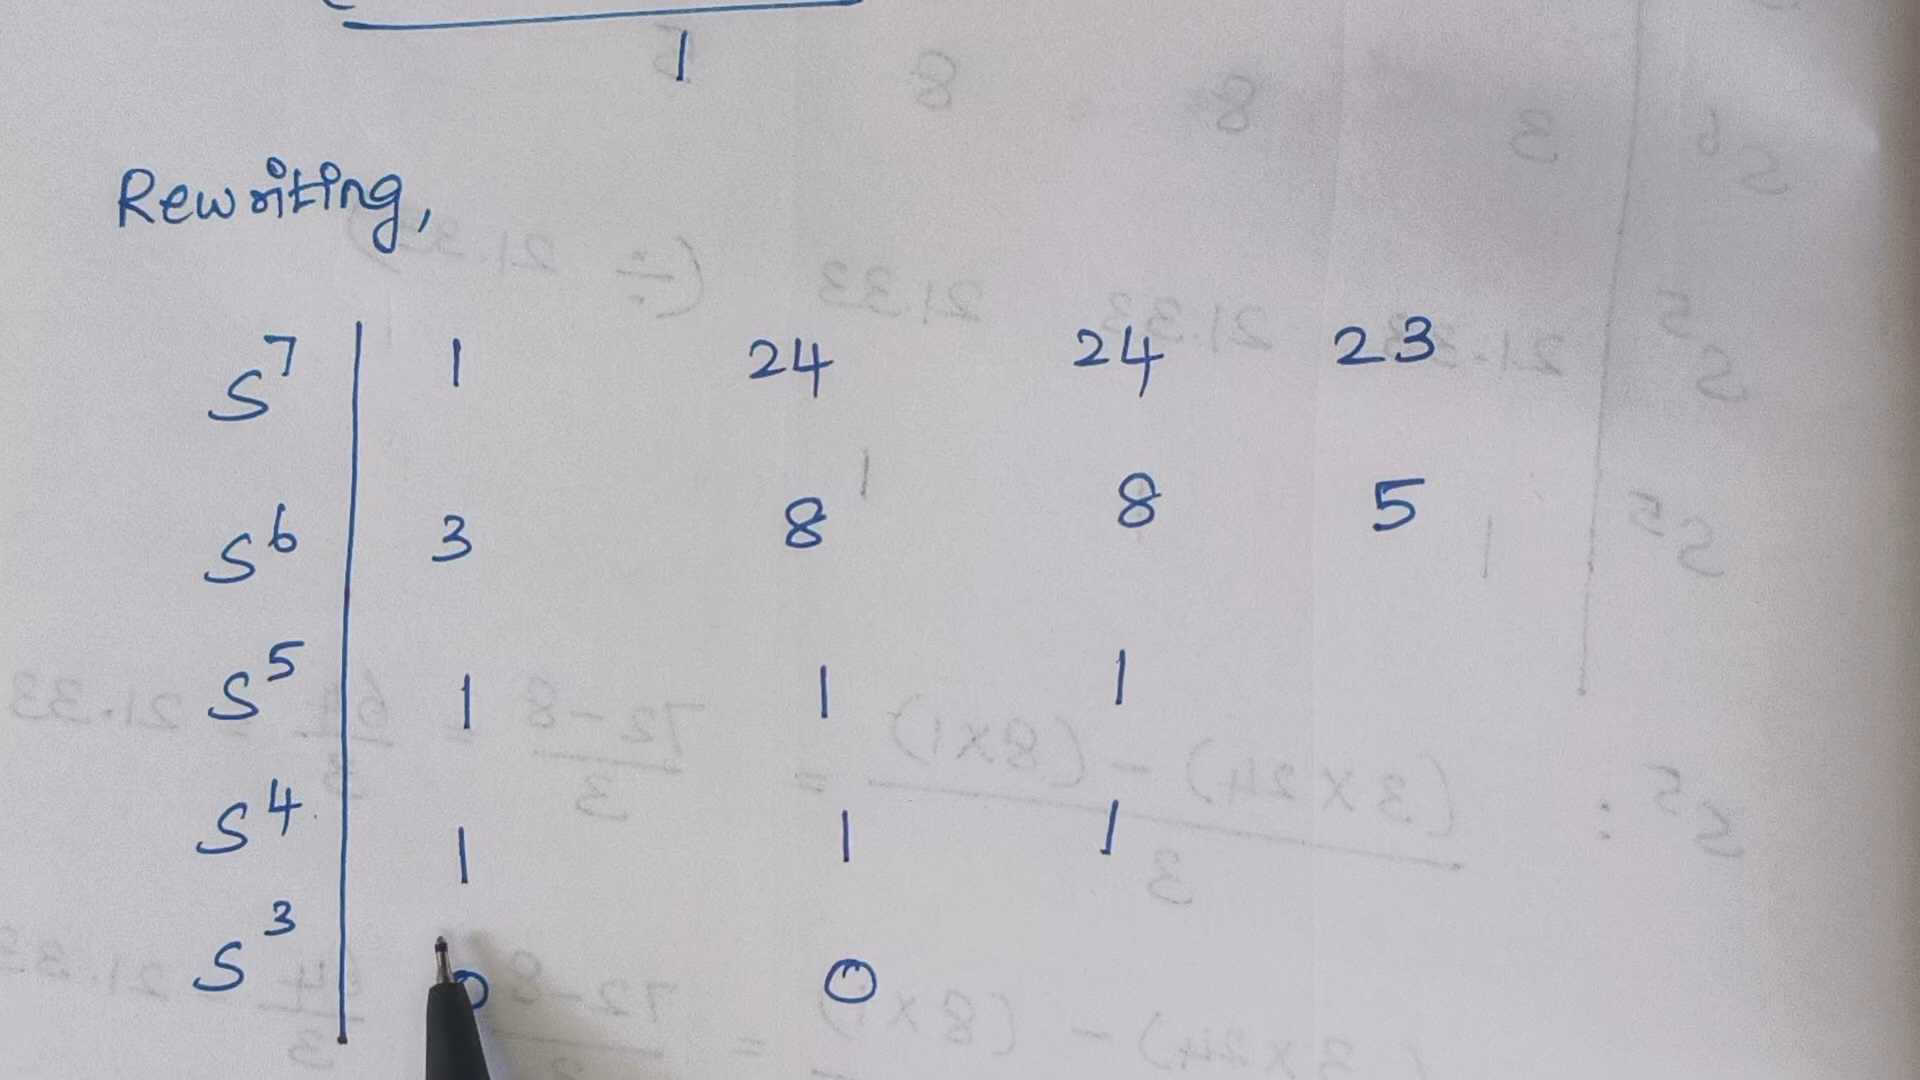 1
Rewriting,
S⁷ | 1 24 24 23
S⁶ | 3 8 8 5
S⁵ | 1 1 1
S⁴ | 1 1 1
S³ | 0 0